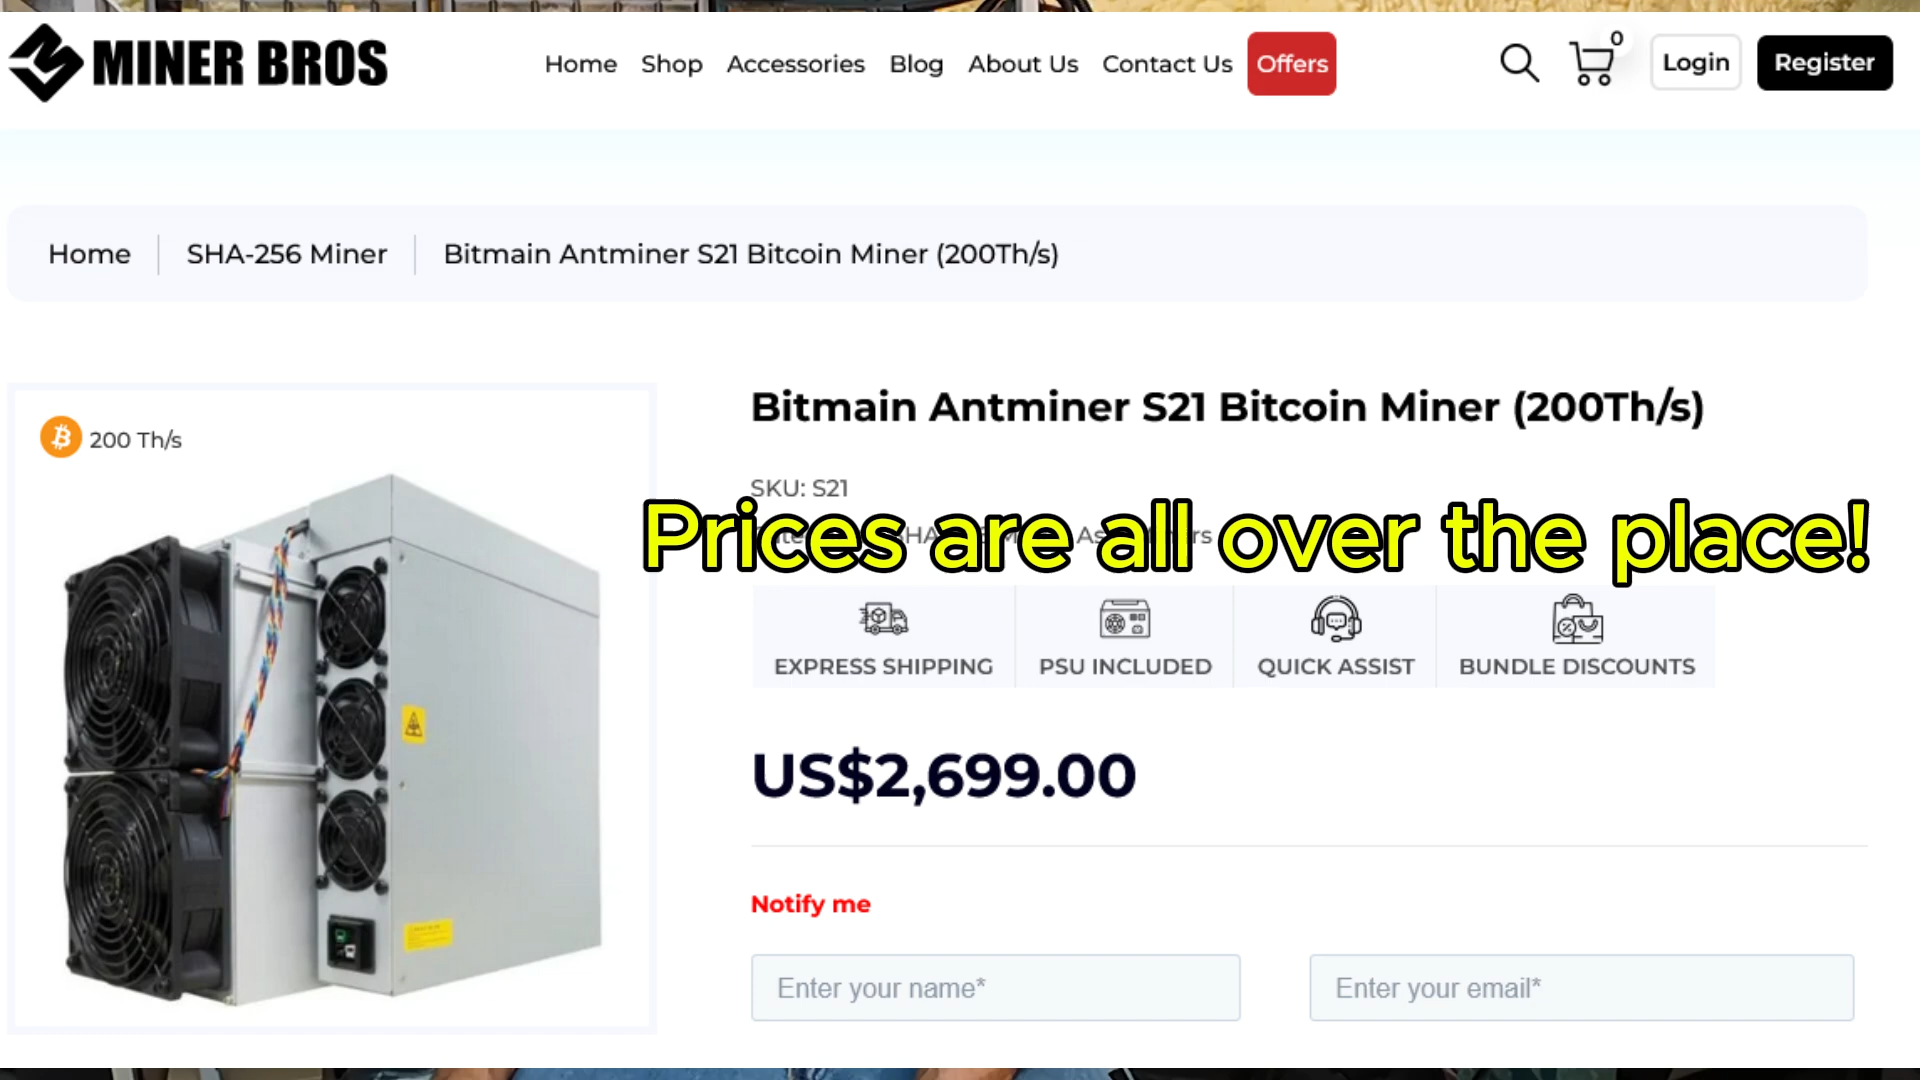 MINER BROS
Home Shop Accessories Blog About Us Contact Us Offers
0
Login Register
Home SHA-256 Miner Bitmain Antminer S21 Bitcoin Miner (200Th/s)
200 Th/s
Bitmain Antminer S21 Bitcoin Miner (200Th/s)
SKU: S21
Prices are all over the place!
EXPRESS SHIPPING PSU INCLUDED QUICK ASSIST BUNDLE DISCOUNTS
US$2,699.00
Notify me
Enter your name* Enter your email*